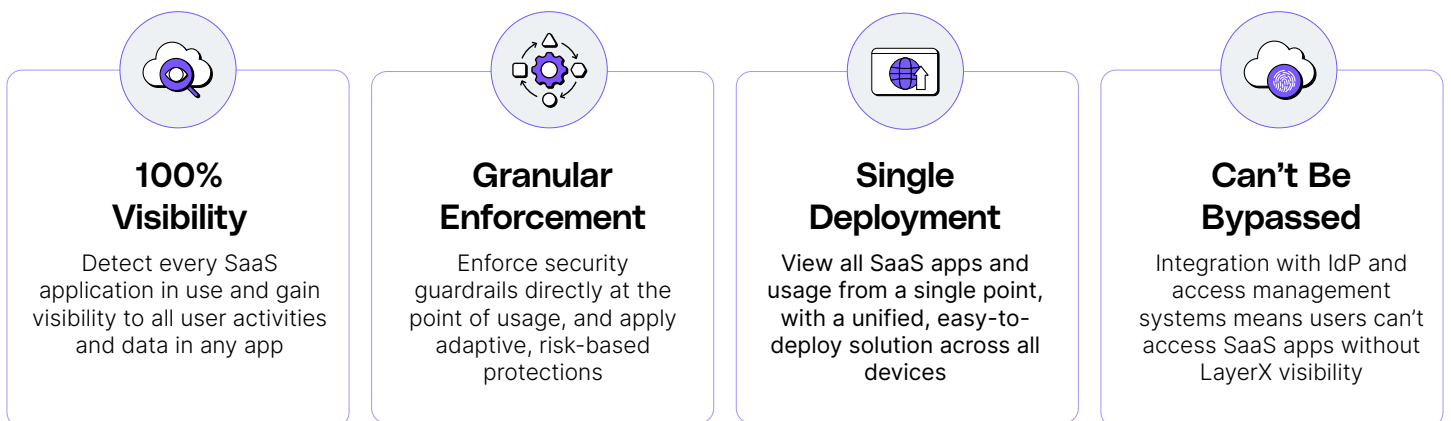 100%
Visibility
Detect every SaaS
application in use and gain
visibility to all user activities
and data in any app
Granular
Enforcement
Enforce security
guardrails directly at the
point of usage, and apply
adaptive, risk-based
protections
Single
Deployment
View all SaaS apps and
usage from a single point,
with a unified, easy-to-
deploy solution across all
devices
Can't Be
Bypassed
Integration with IdP and
access management
systems means users can't
access SaaS apps without
LayerX visibility